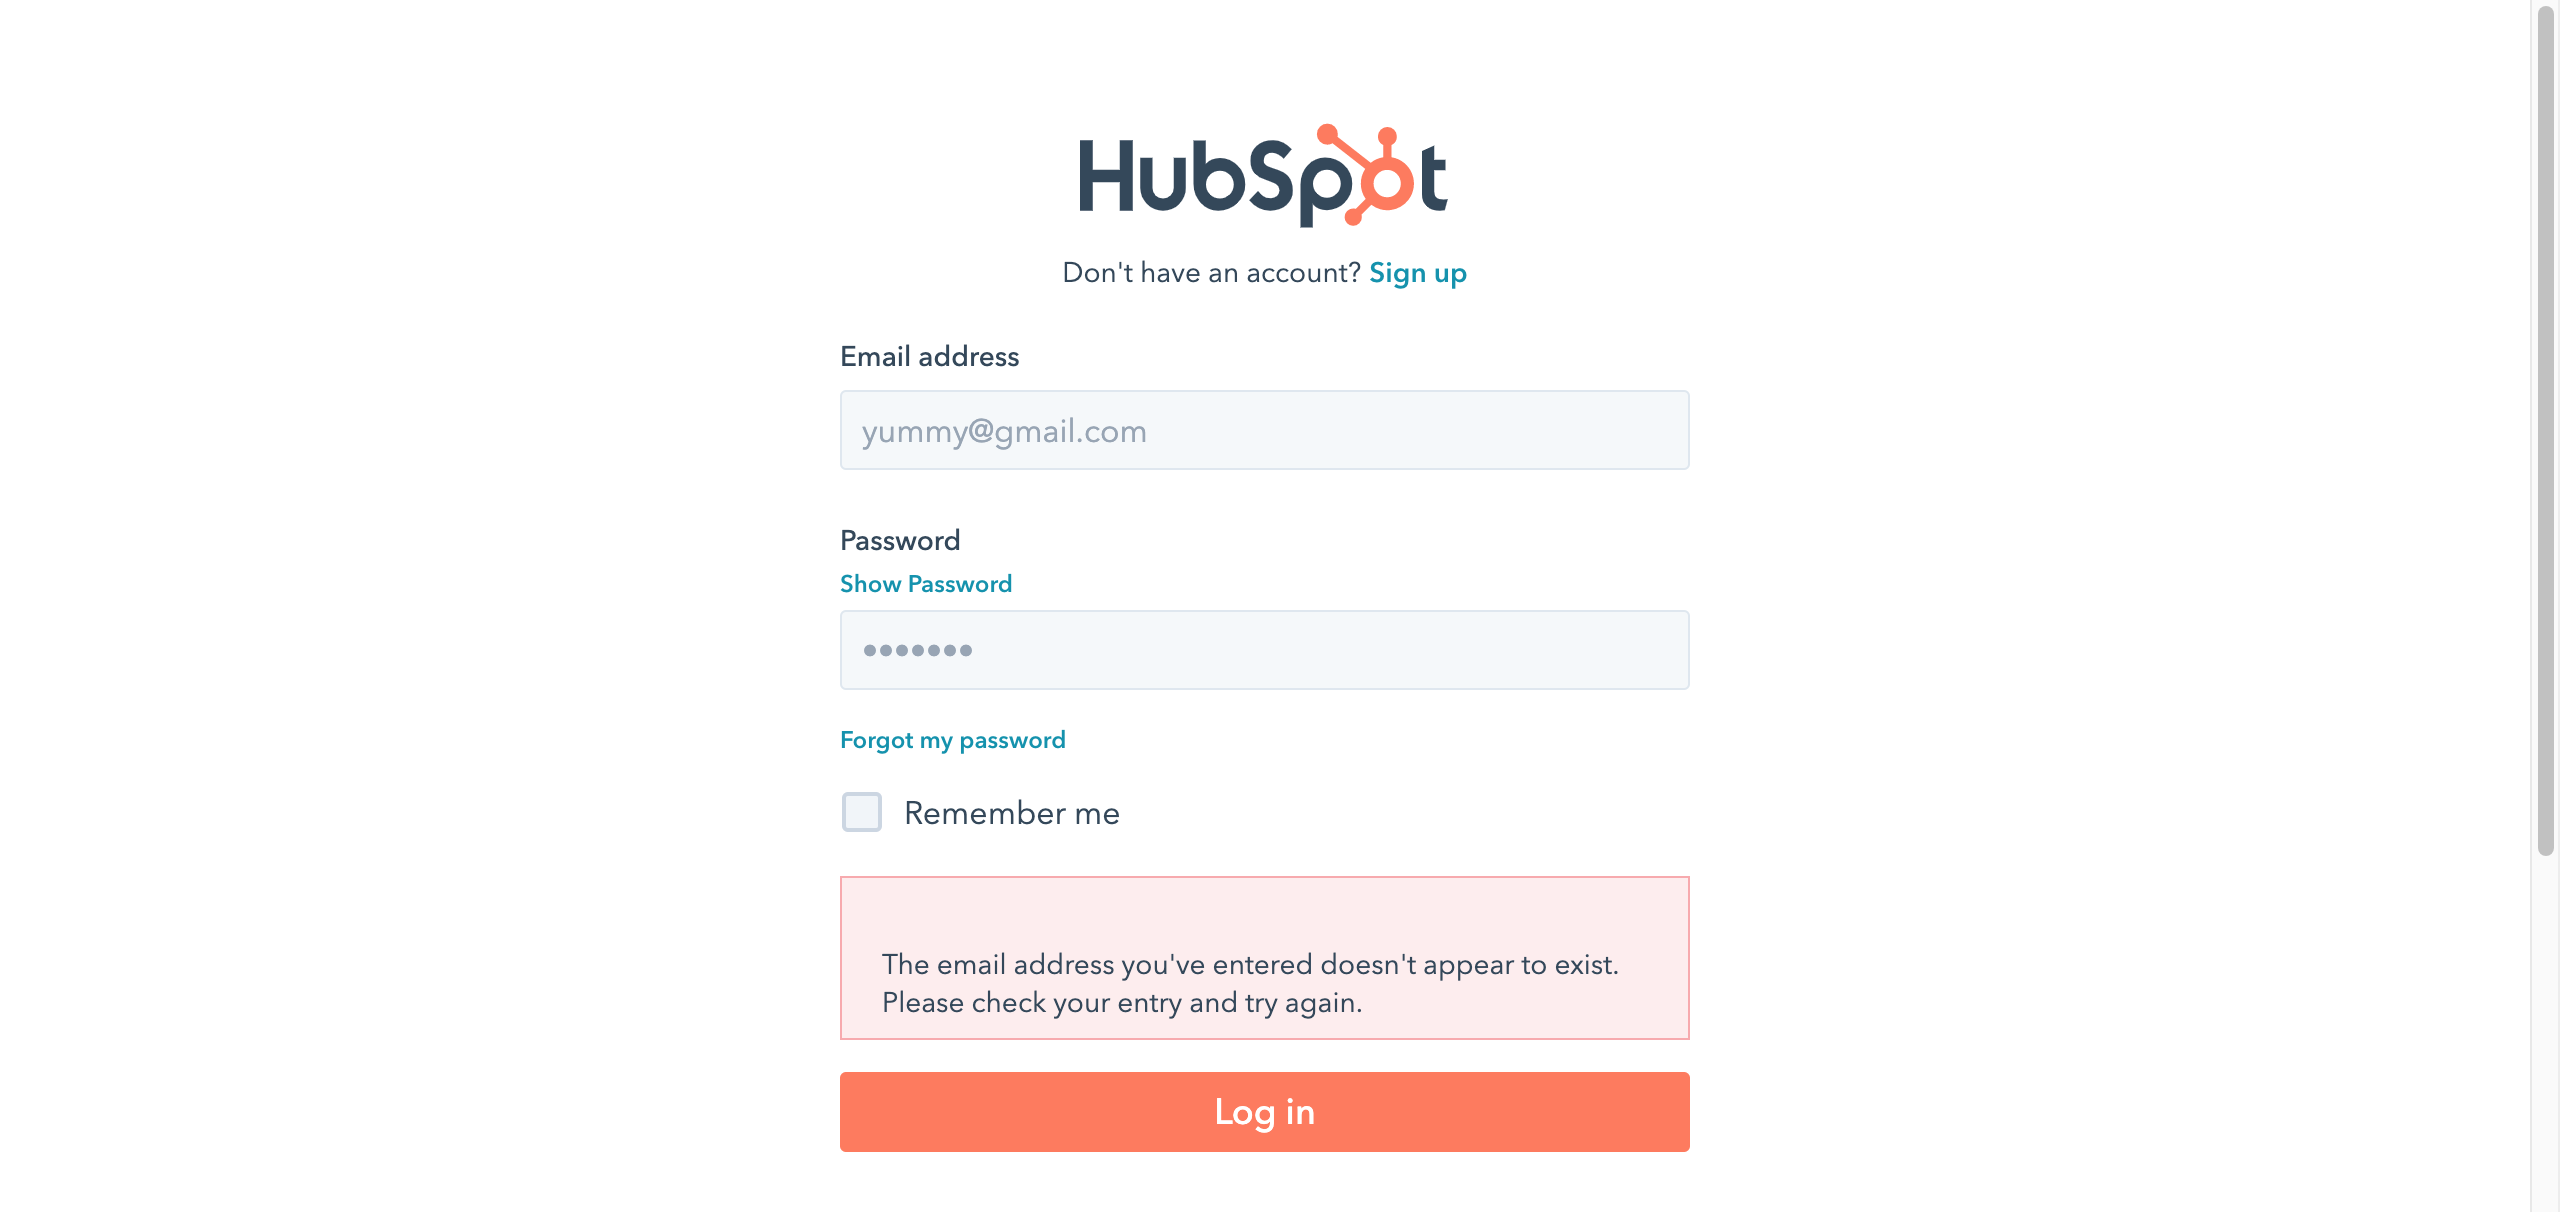 HubSpot
Don't have an account? Sign up
Email address
yummy@gmail.com
Password
Show Password
•••••••
Forgot my password
Remember me
The email address you've entered doesn't appear to exist.
Please check your entry and try again.
Log in